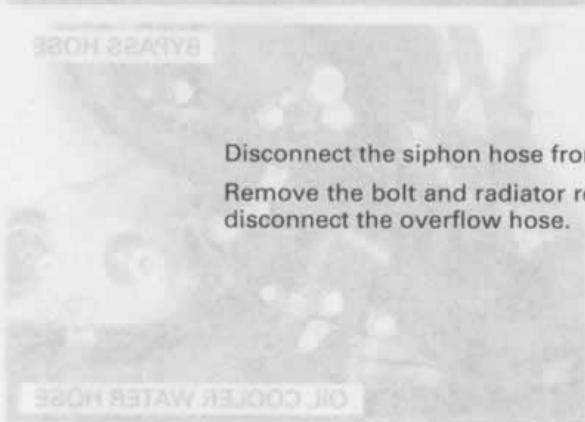 BYPASS HOSE
Disconnect the siphon hose fro
Remove the bolt and radiator re
disconnect the overflow hose.
OIL COOLER WATER HOSE